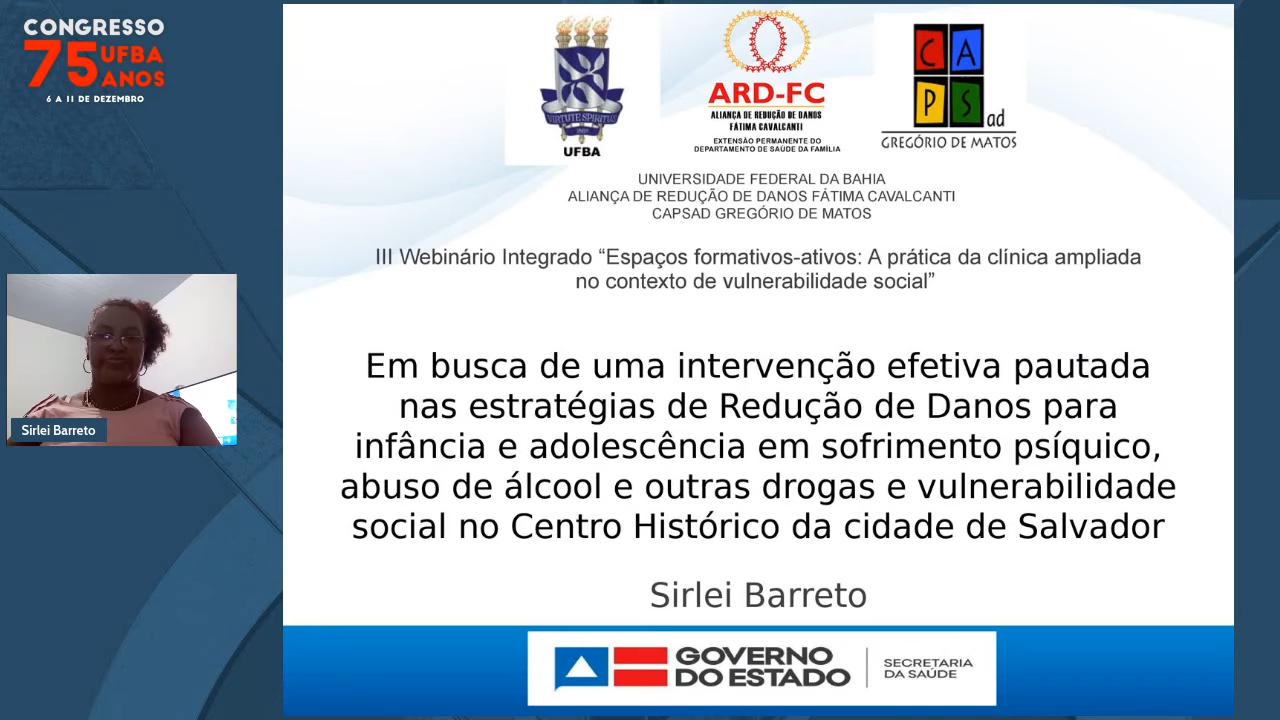 CONGRESSO
75 UFBA
ANOS
6 A 11 DE DEZEMBRO
VIRTUTE SPIRITUS
UFBA
ARD-FC
ALIANÇA DE REDUÇÃO DE DANOS
FÁTIMA CAVALCANTI
EXTENSÃO PERMANENTE DO
DEPARTAMENTO DE SAÚDE DA FAMÍLIA
CA
PS ad
GREGÓRIO DE MATOS
UNIVERSIDADE FEDERAL DA BAHIA
ALIANÇA DE REDUÇÃO DE DANOS FÁTIMA CAVALCANTI
CAPSAD GREGÓRIO DE MATOS
III Webinário Integrado “Espaços formativos-ativos: A prática da clínica ampliada
no contexto de vulnerabilidade social”
Em busca de uma intervenção efetiva pautada
nas estratégias de Redução de Danos para
infância e adolescência em sofrimento psíquico,
abuso de álcool e outras drogas e vulnerabilidade
social no Centro Histórico da cidade de Salvador
Sirlei Barreto
Sirlei Barreto
GOVERNO
DO ESTADO
SECRETARIA
DA SAÚDE